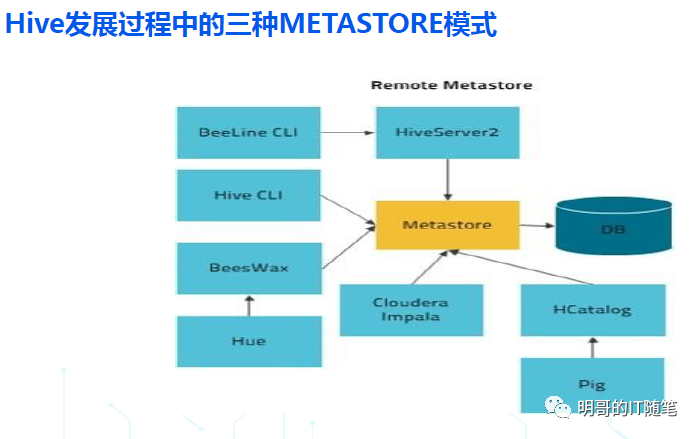 Hive发展过程中的三种METASTORE模式
Remote Metastore
BeeLine CLI
HiveServer2
Hive CLI
Metastore
DB
BeesWax
Cloudera
Impala
HCatalog
Hue
Pig
明哥的IT随笔